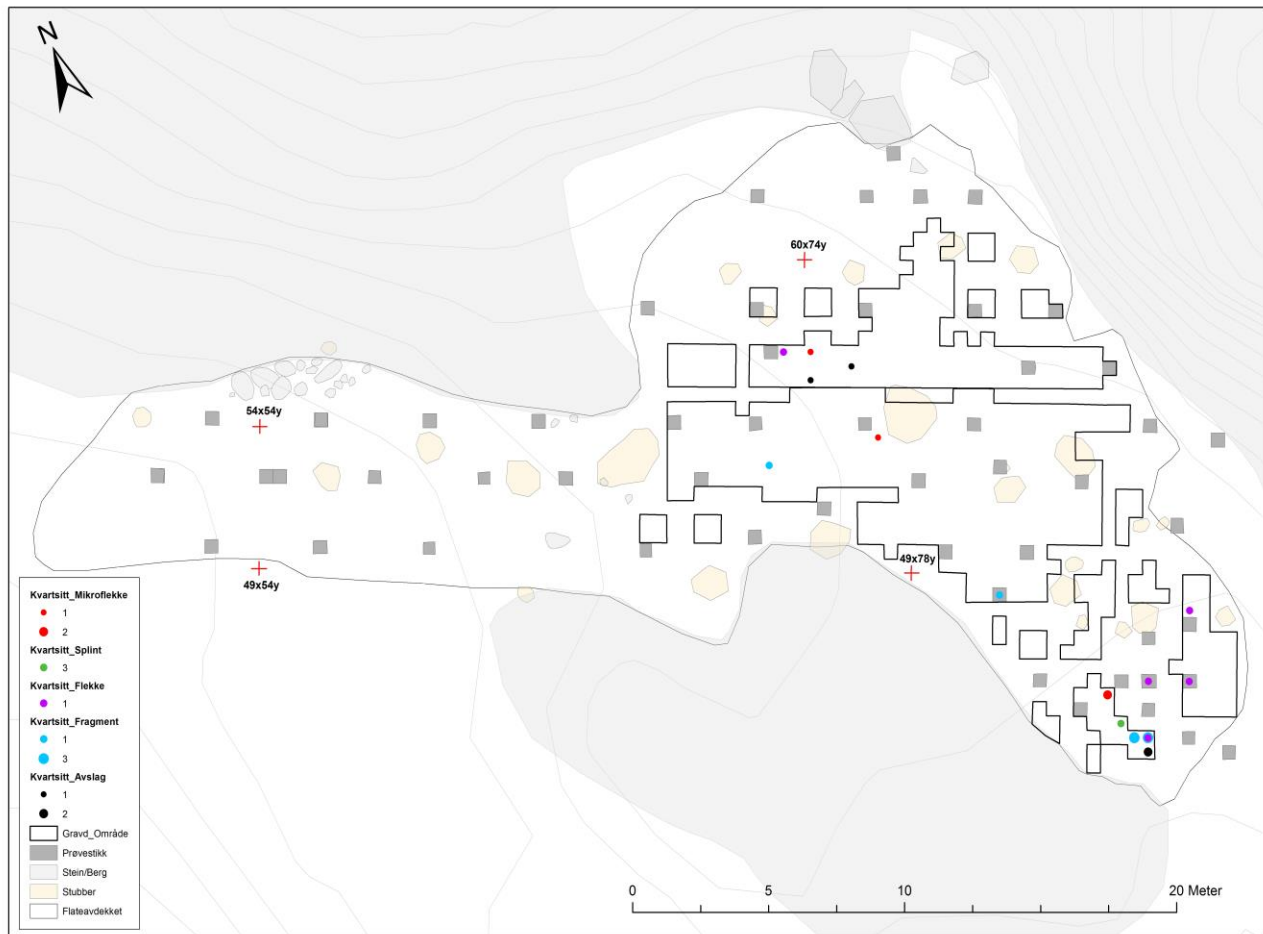 N
60x74y
54x54y
49x54y
49x78y
Kvartsitt_Mikroflekke
1
2
Kvartsitt_Splint
3
Kvartsitt_Flekke
1
Kvartsitt_Fragment
1
3
Kvartsitt_Avslag
1
2
Gravd_Område
Prøvestikk
Stein/Berg
Stubber
Flateavdekket
0 5 10 20 Meter